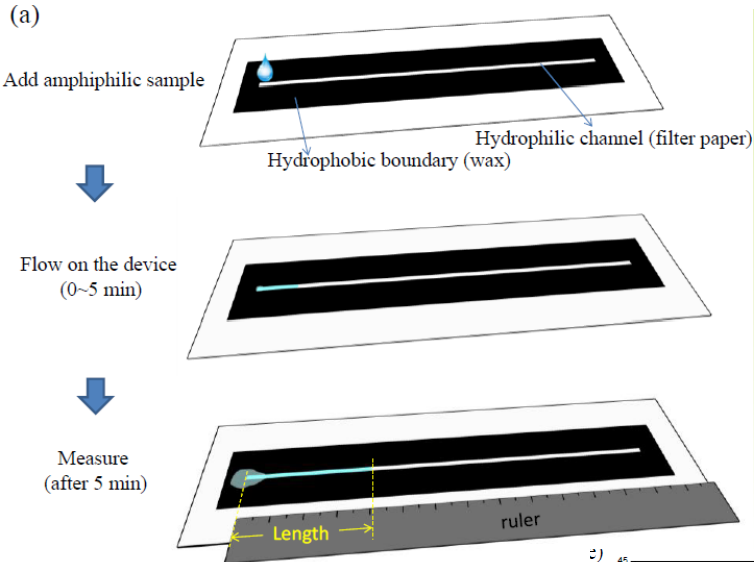 (a)
Add amphiphilic sample
Hydrophilic channel (filter paper)
Hydrophobic boundary (wax)
Flow on the device
(0~5 min)
Measure
(after 5 min)
Length
ruler
e)
45